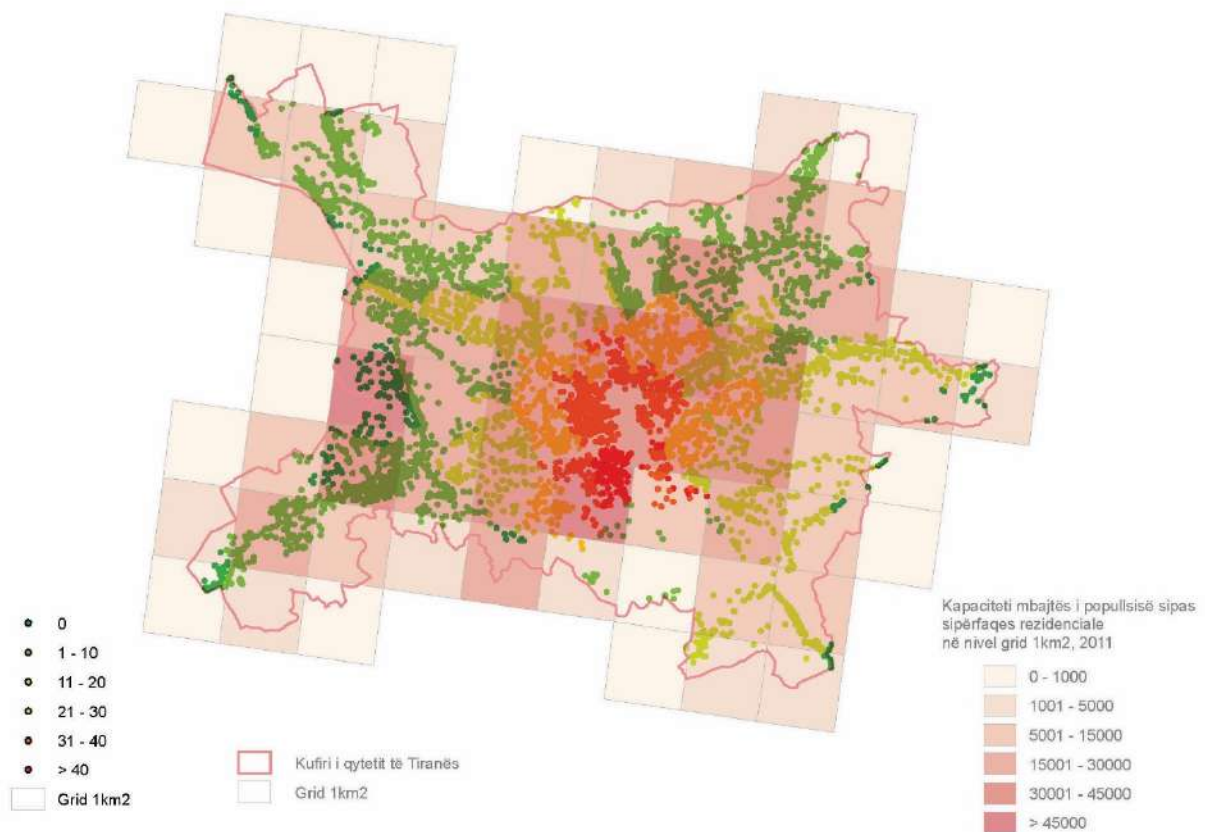 0
1 - 10
11 - 20
21 - 30
31 - 40
> 40
Grid 1km2
Kufiri i qytetit të Tiranës
Grid 1km2
Kapaciteti mbajtës i popullsisë sipas
sipërfaqes rezidenciale
në nivel grid 1km2, 2011
0 - 1000
1001 - 5000
5001 - 15000
15001 - 30000
30001 - 45000
> 45000